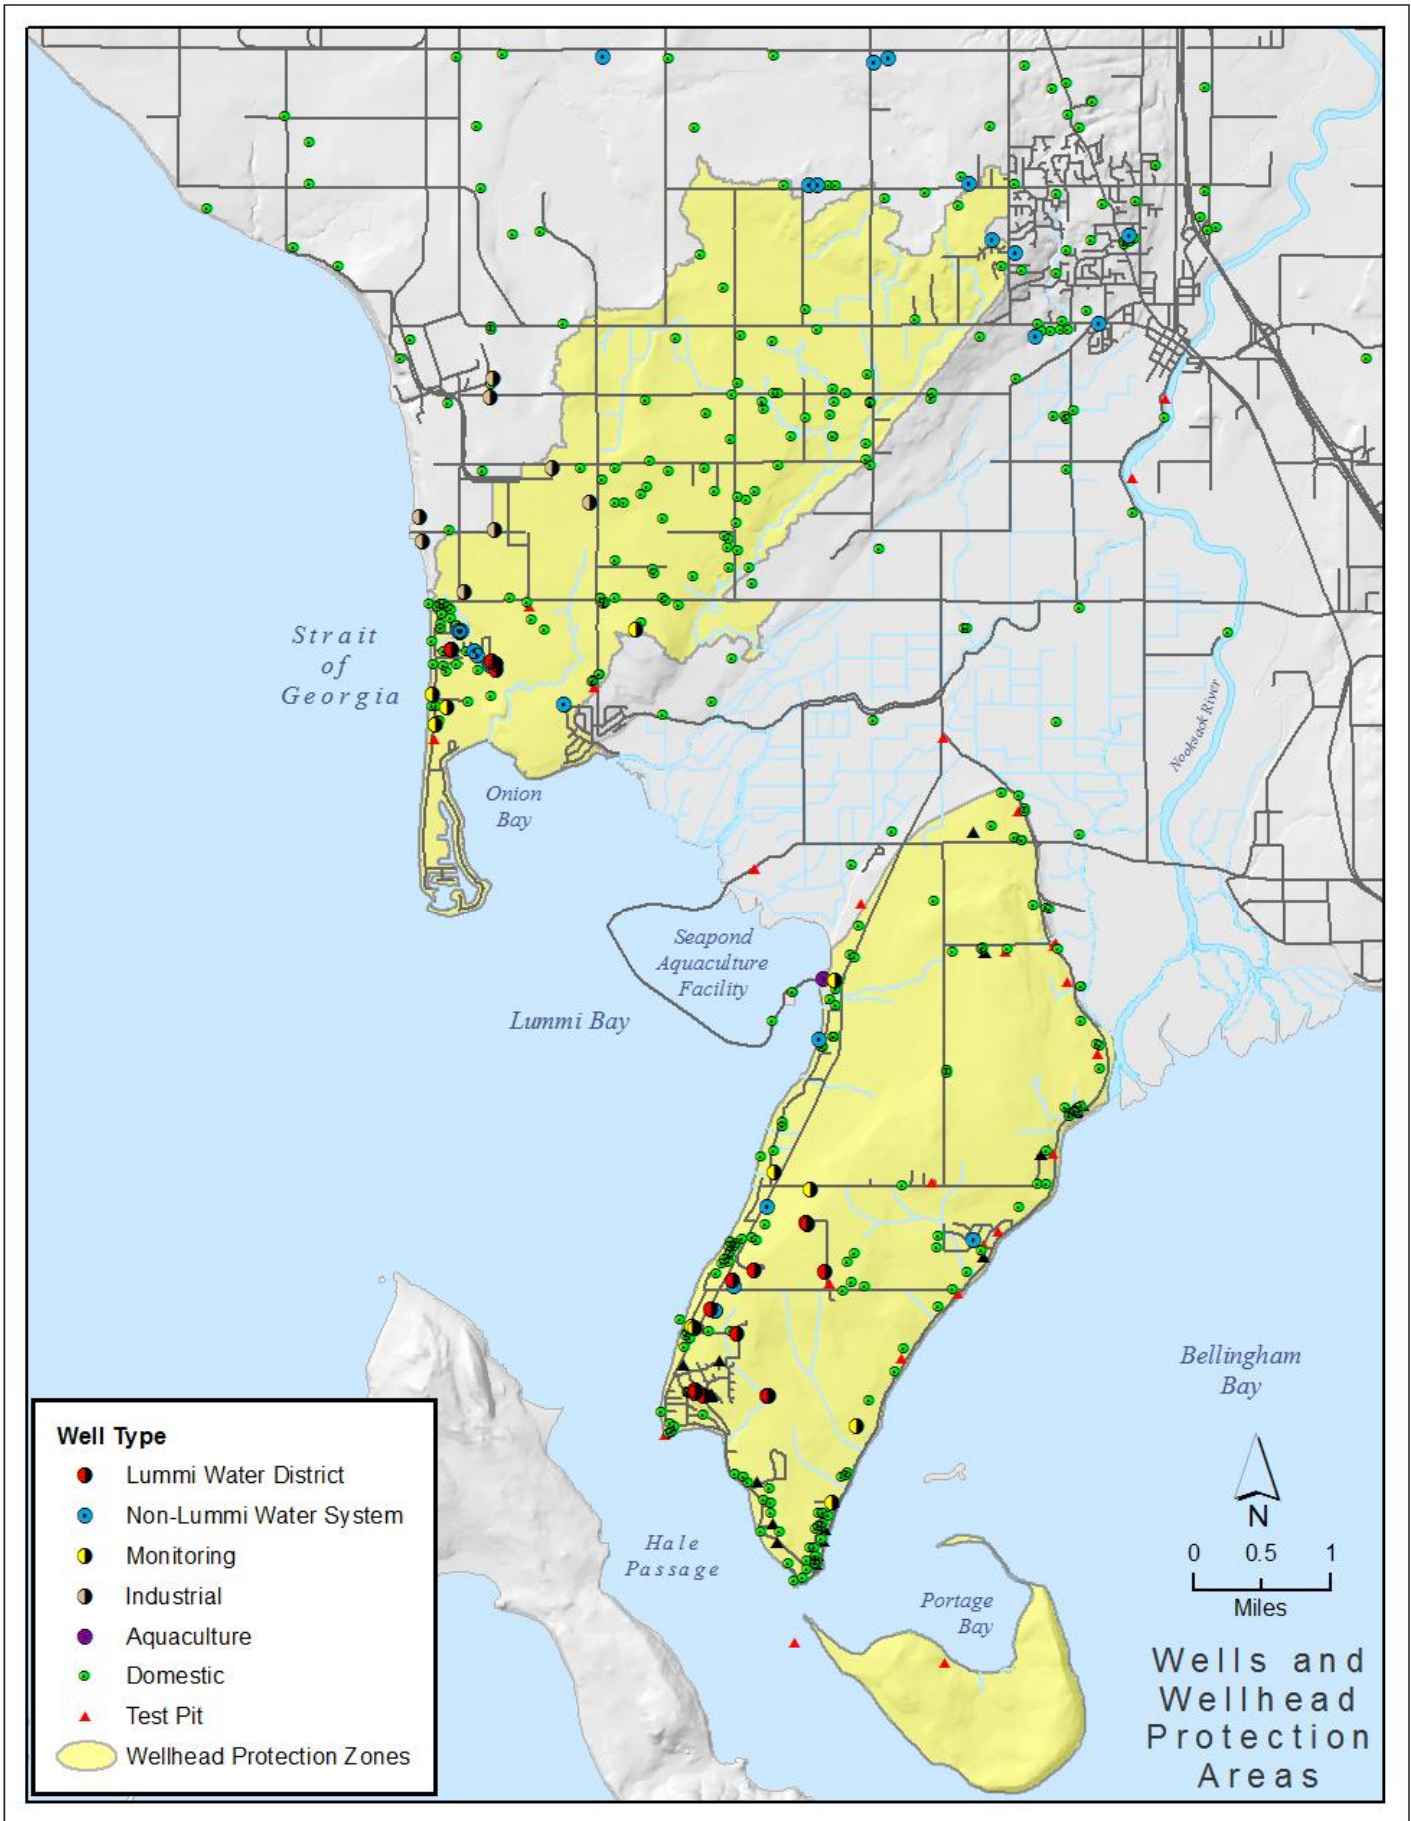 Strait
of
Georgia
Nooksack River
Onion
Bay
Seapond
Aquaculture
Facility
Lummi Bay
Bellingham
Bay
Hale
Passage
Portage
Bay
Well Type
Lummi Water District
Non-Lummi Water System
Monitoring
Industrial
Aquaculture
Domestic
Test Pit
Wellhead Protection Zones
N
0 0.5 1
Miles
Wells and
Wellhead
Protection
Areas